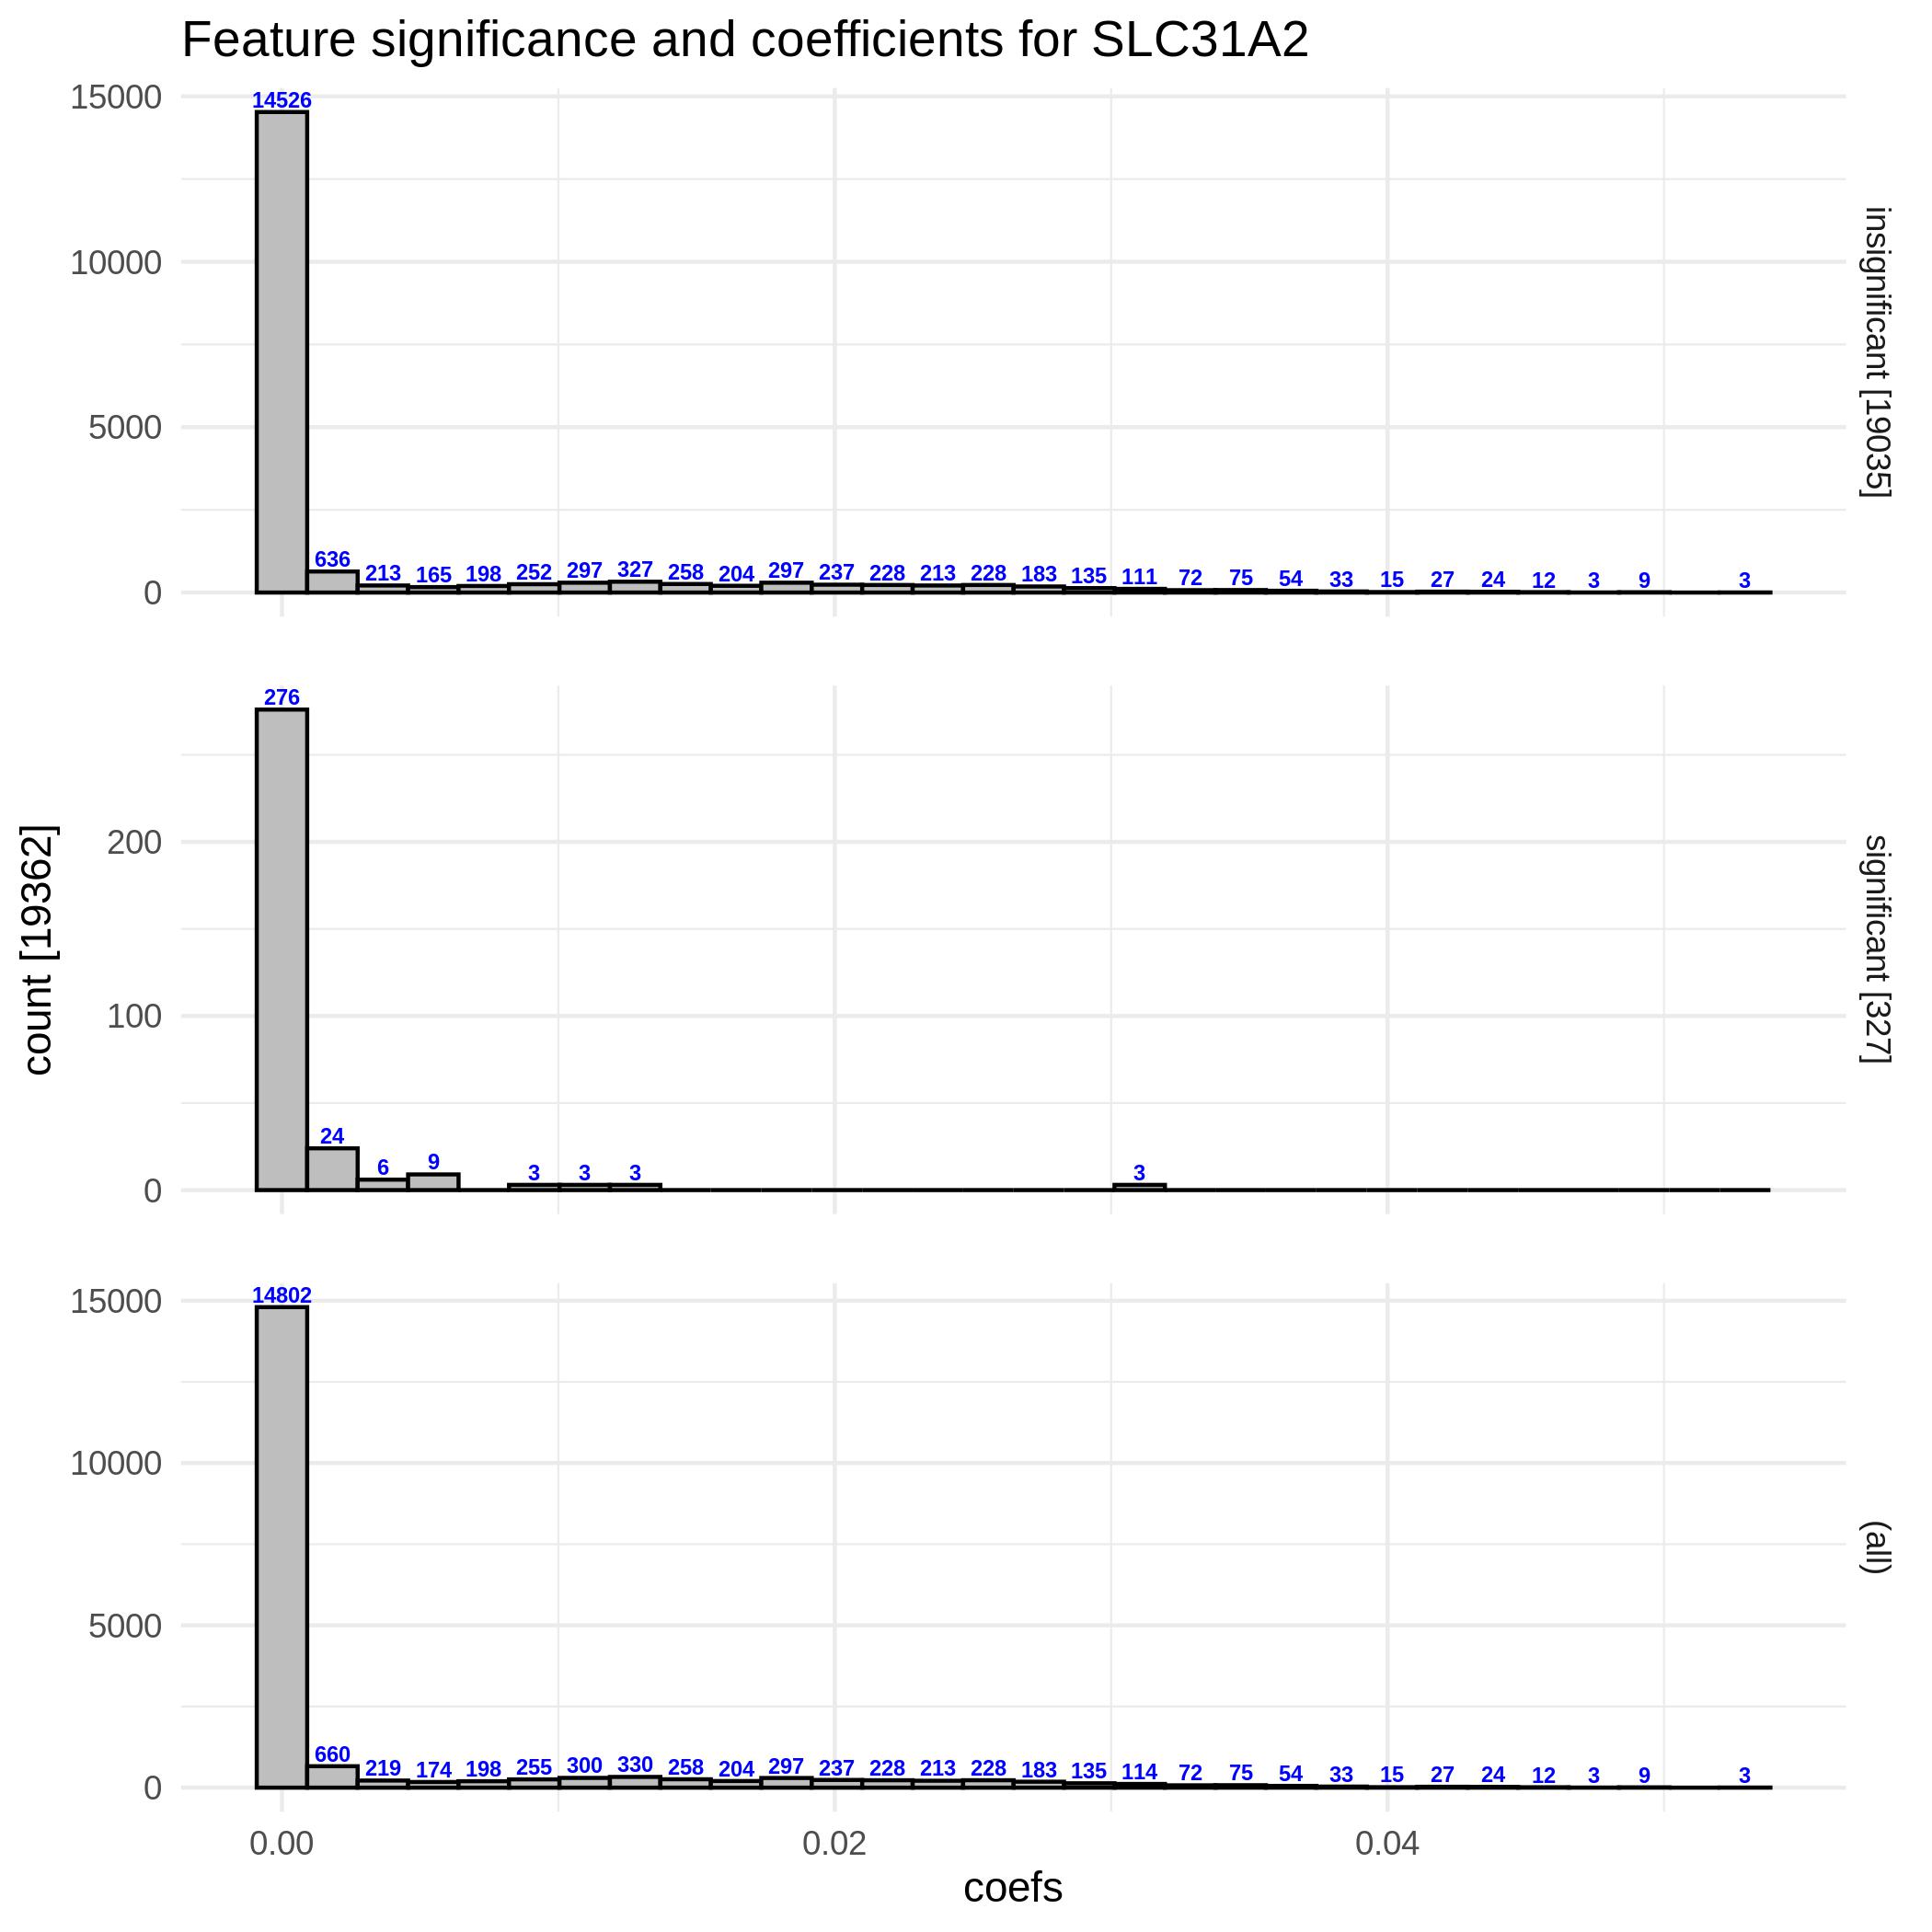 Feature significance and coefficients for SLC31A2
15000
10000
5000
0
14526
636 213 165 198 252 297 327 258 204 297 237 228 213 228 183 135 111 72 75 54 33 15 27 24 12 3 9 3
insignificant [19035]
count [19362]
200
100
0
276
24 6 9 3 3 3 3
significant [327]
15000
10000
5000
0
14802
660 219 174 198 255 300 330 258 204 297 237 228 213 228 183 135 114 72 75 54 33 15 27 24 12 3 9 3
(all)
0.00 0.02 0.04
coefs